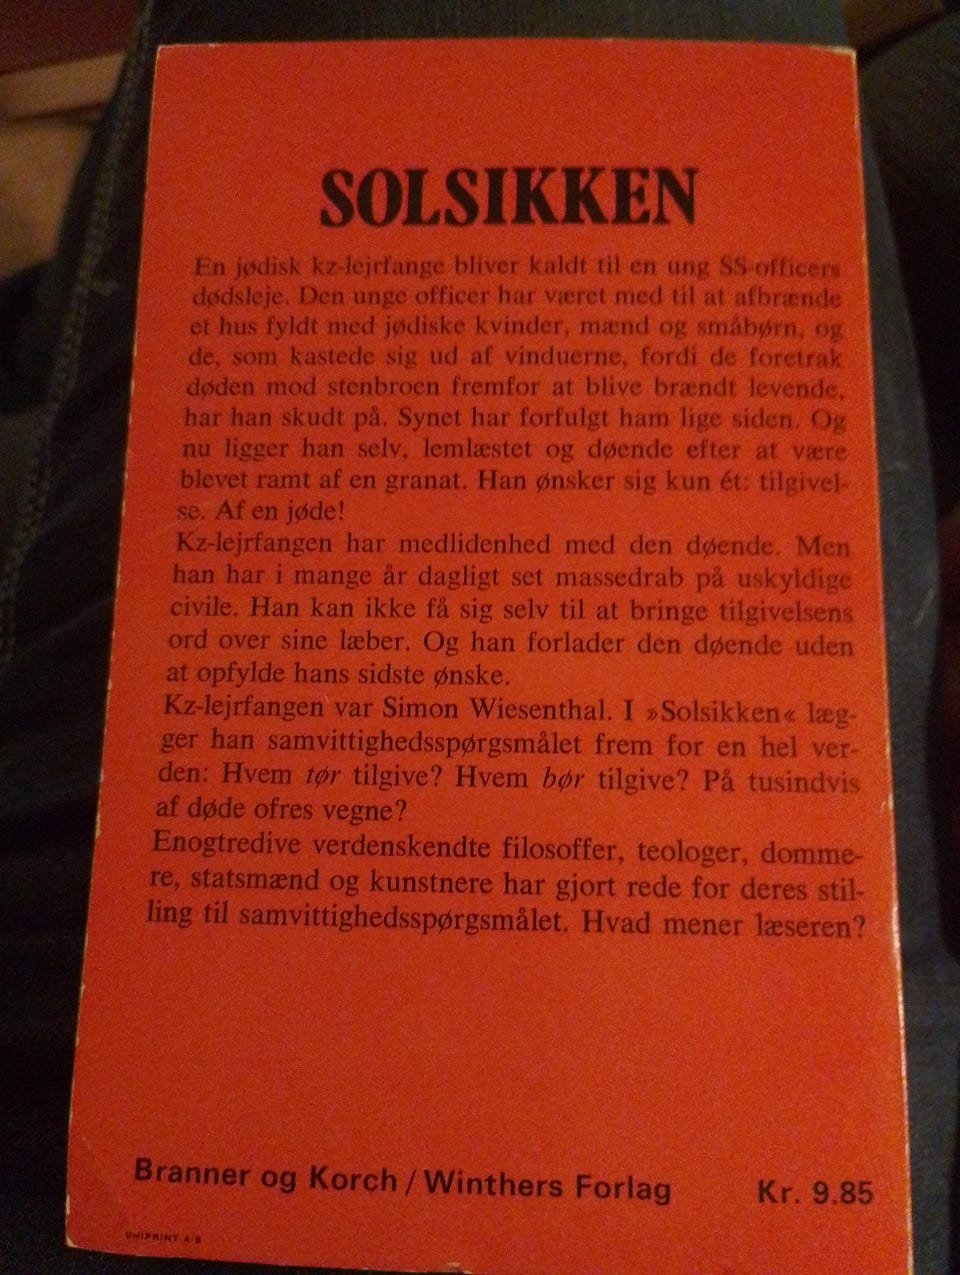 SOLSIKKEN
En jødisk kz-lejrfange bliver kaldt til en ung SS-officers
dødsleje. Den unge officer har været med til at afbrænde
et hus fyldt med jødiske kvinder, mænd og småbørn, og
de, som kastede sig ud af vinduerne, fordi de foretrak
døden mod stenbroen fremfor at blive brændt levende,
har han skudt på. Synet har forfulgt ham lige siden. Og
nu ligger han selv, lemlæstet og døende efter at være
blevet ramt af en granat. Han ønsker sig kun ét: tilgivel-
se. Af en jøde!
Kz-lejrfangen har medlidenhed med den døende. Men
han har i mange år dagligt set massedrab på uskyldige
civile. Han kan ikke få sig selv til at bringe tilgivelsens
ord over sine læber. Og han forlader den døende uden
at opfylde hans sidste ønske.
Kz-lejrfangen var Simon Wiesenthal. I »Solsikken« læg-
ger han samvittighedsspørgsmålet frem for en hel ver-
den: Hvem tør tilgive? Hvem bør tilgive? På tusindvis
af døde ofres vegne?
Enogtredive verdenskendte filosoffer, teologer, domme-
re, statsmænd og kunstnere har gjort rede for deres stil-
ling til samvittighedsspørgsmålet. Hvad mener læseren?
Branner og Korch / Winthers Forlag Kr. 9.85
UNIPRINT A/S